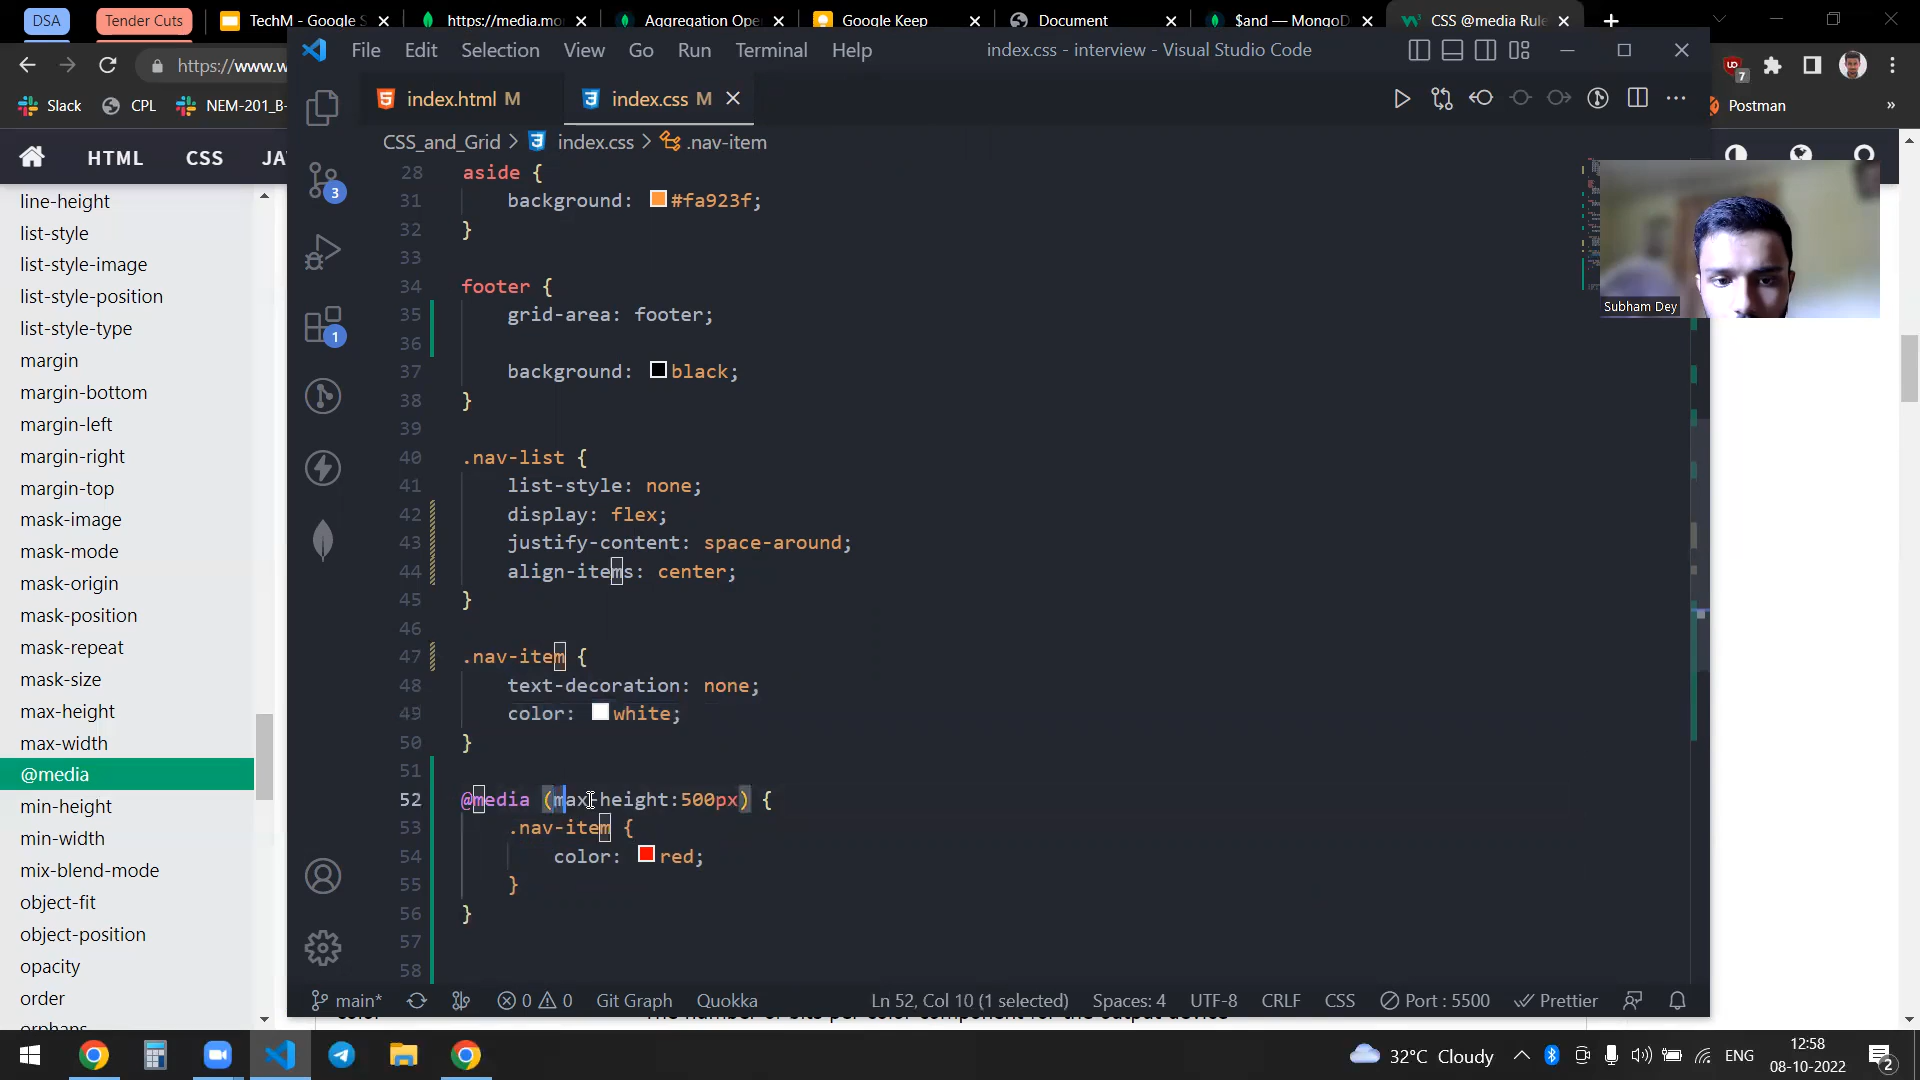 DSA
Tender Cuts
TechM - Google S
https://media.mo
Aggregation Ope
Google Keep
Document
$and — MongoD
CSS @media Rule
File Edit Selection View Go Run Terminal Help
index.css - interview - Visual Studio Code
https://www.w
7
Slack
CPL
NEM-201_B-
Postman
»
index.html M
index.css M
HTML CSS JA
CSS_and_Grid > index.css > .nav-item
line-height
list-style
list-style-image
list-style-position
list-style-type
margin
margin-bottom
margin-left
margin-right
margin-top
mask-image
mask-mode
mask-origin
mask-position
mask-repeat
mask-size
max-height
max-width
@media
min-height
min-width
mix-blend-mode
object-fit
object-position
opacity
order
orphans
3
1
28 aside {
31 background: #fa923f;
32 }
33
34 footer {
35 grid-area: footer;
36
37 background: black;
38 }
39
40 .nav-list {
41 list-style: none;
42 display: flex;
43 justify-content: space-around;
44 align-items: center;
45 }
46
47 .nav-item {
48 text-decoration: none;
49 color: white;
50 }
51
52 @media (max-height:500px) {
53 .nav-item {
54 color: red;
55 }
56 }
57
58
Subham Dey
main* 0 0 Git Graph Quokka Ln 52, Col 10 (1 selected) Spaces: 4 UTF-8 CRLF CSS Port : 5500 Prettier
32°C Cloudy
ENG
12:58
08-10-2022
2